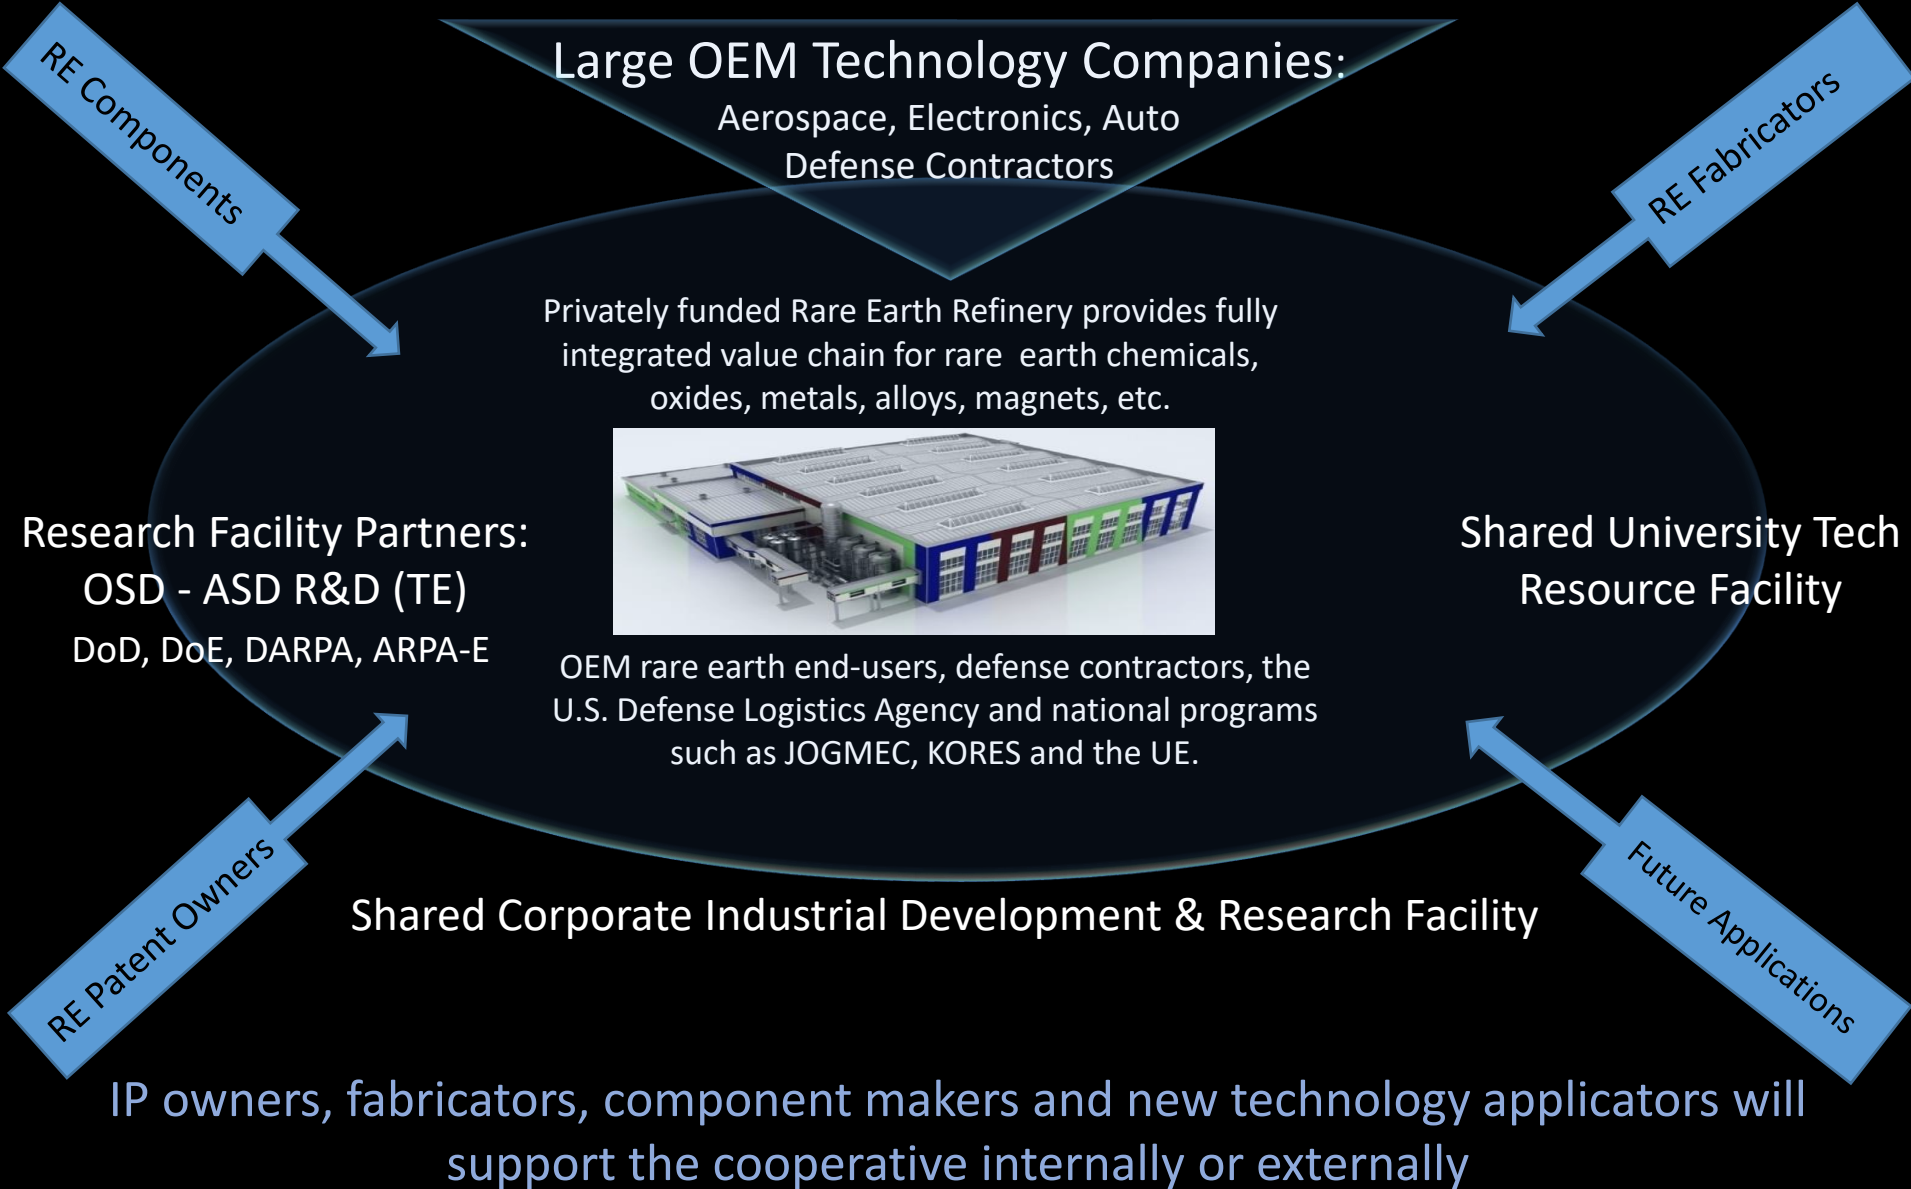 Large OEM Technology Companies:
Aerospace, Electronics, Auto
Defense Contractors
RE Components
RE Fabricators
Privately funded Rare Earth Refinery provides fully
integrated value chain for rare earth chemicals,
oxides, metals, alloys, magnets, etc.
Research Facility Partners:
OSD - ASD R&D (TE)
DoD, DoE, DARPA, ARPA-E
Shared University Tech
Resource Facility
OEM rare earth end-users, defense contractors, the
U.S. Defense Logistics Agency and national programs
such as JOGMEC, KORES and the UE.
RE Patent Owners
Future Applications
Shared Corporate Industrial Development & Research Facility
IP owners, fabricators, component makers and new technology applicators will
support the cooperative internally or externally